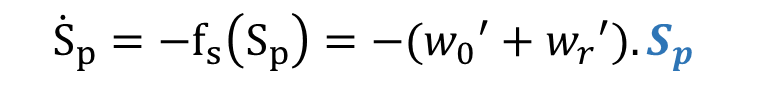 Ṡₚ = −fₛ(Sₚ) = −(w₀′ + wᵣ′).Sₚ